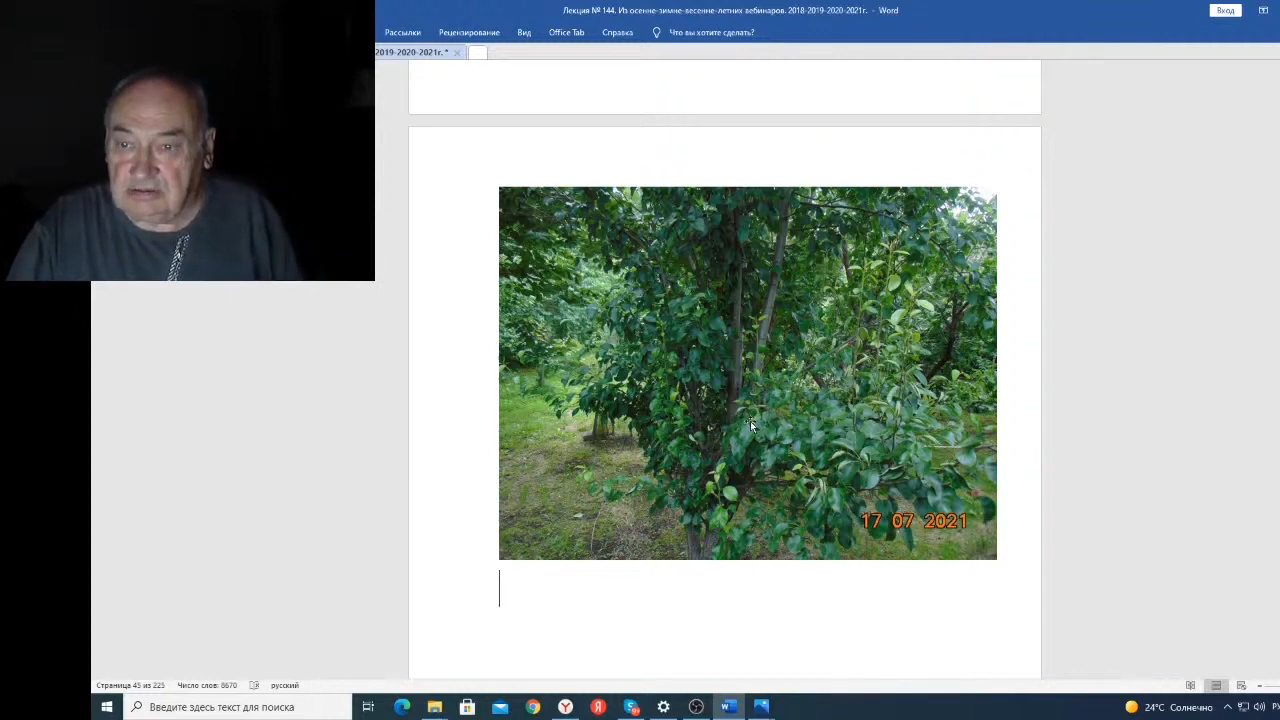 Лекция № 144. Из осенне-зимне-весенне-летних вебинаров. 2018-2019-2020-2021г. - Word
Вход
Рассылки Рецензирование Вид Office Tab Справка Что вы хотите сделать?
2019-2020-2021г. *
17 07 2021
Страница 45 из 225 Число слов: 8670 русский
Введите здесь текст для поиска
24°C Солнечно